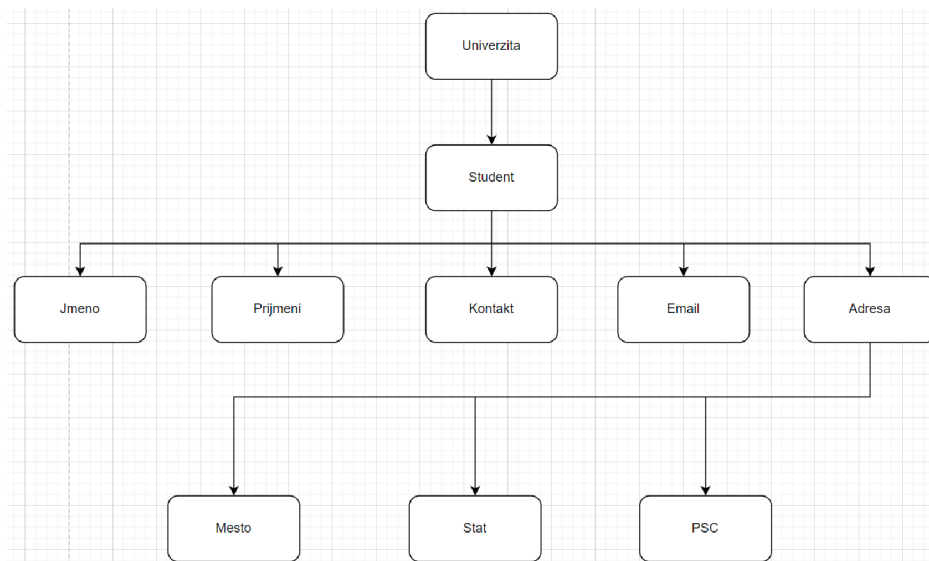 Univerzita
Student
Jmeno
Prijmeni
Kontakt
Email
Adresa
Mesto
Stat
PSC